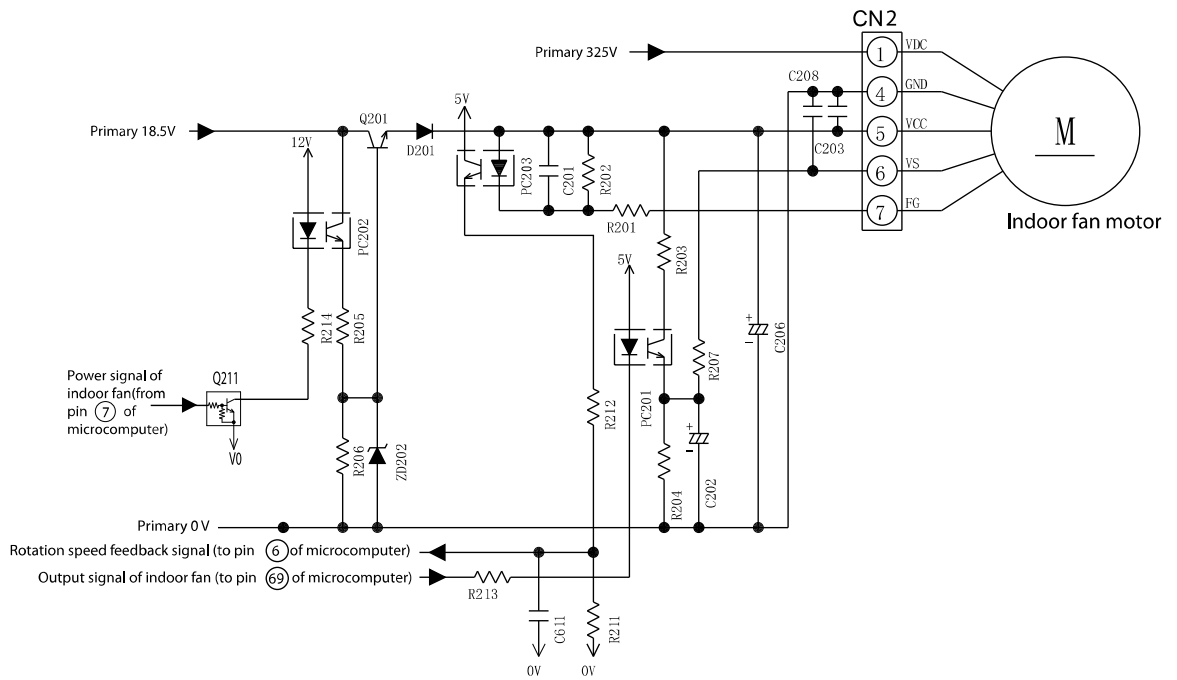 CN2
Primary 325V
1
VDC
C208
4
GND
5V
Q201
Primary 18.5V
12V
D201
PC203
C201
R202
C203
5
VCC
M
6
VS
7
FG
Indoor fan motor
R201
PC202
R203
5V
R214
R205
C206
R207
PC201
Power signal of
indoor fan(from
pin 7 of
microcomputer)
Q211
V0
R212
R206
ZD202
R204
C202
Primary 0 V
Rotation speed feedback signal (to pin 6 of microcomputer)
Output signal of indoor fan (to pin 69 of microcomputer)
R213
C611
R211
0V
0V
+
-
+
-